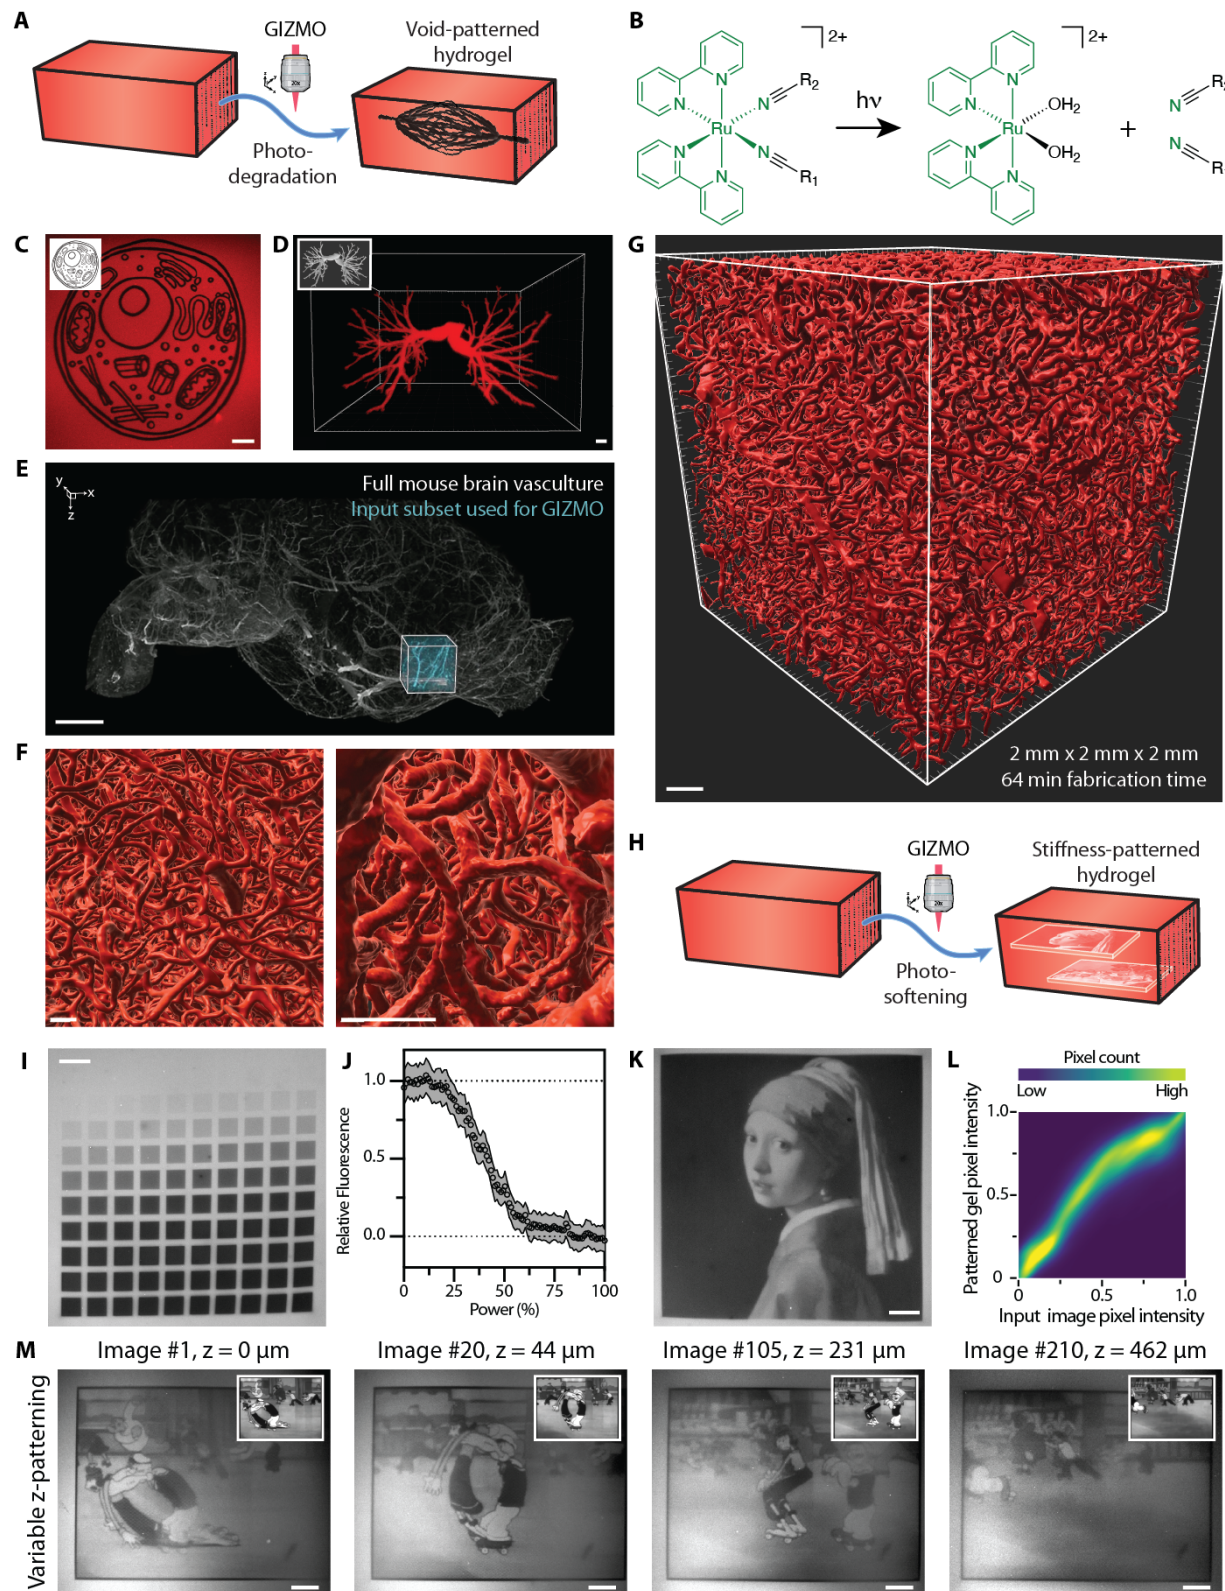 A
GIZMO
20x
Photo-
degradation
Void-patterned
hydrogel
B
2+
N
N
N
N
N
N
Ru
R2
R1
hν
2+
N
N
N
N
Ru
OH2
OH2
+
N
N
C
D
G
2 mm x 2 mm x 2 mm
64 min fabrication time
E
y
x
z
Full mouse brain vasculature
Input subset used for GIZMO
F
H
GIZMO
20x
Photo-
softening
Stiffness-patterned
hydrogel
I
J
Relative Fluorescence
1.0
0.5
0.0
0
25
50
75
100
Power (%)
K
L
Pixel count
Low
High
Patterned gel pixel intensity
1.0
0.5
0
0.5
1.0
Input image pixel intensity
M
Variable z-patterning
Image #1, z = 0 µm
Image #20, z = 44 µm
Image #105, z = 231 µm
Image #210, z = 462 µm